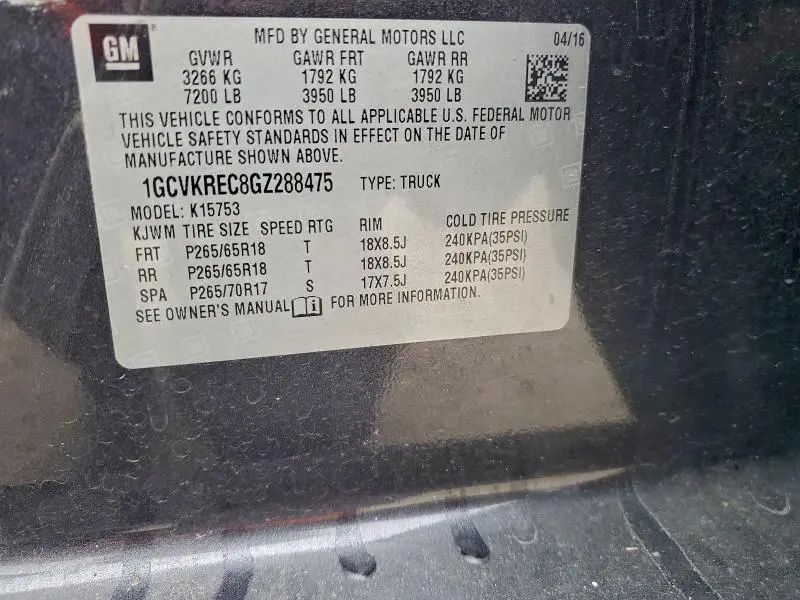 GM
MFD BY GENERAL MOTORS LLC 04/16
GVWR GAWR FRT GAWR RR
3266 KG 1792 KG 1792 KG
7200 LB 3950 LB 3950 LB
THIS VEHICLE CONFORMS TO ALL APPLICABLE U.S. FEDERAL MOTOR
VEHICLE SAFETY STANDARDS IN EFFECT ON THE DATE OF
MANUFACTURE SHOWN ABOVE.
1GCVKREC8GZ288475 TYPE: TRUCK
MODEL: K15753
KJWM TIRE SIZE SPEED RTG RIM COLD TIRE PRESSURE
FRT P265/65R18 T 18X8.5J 240KPA(35PSI)
RR P265/65R18 T 18X8.5J 240KPA(35PSI)
SPA P265/70R17 S 17X7.5J 240KPA(35PSI)
SEE OWNER'S MANUAL i FOR MORE INFORMATION.